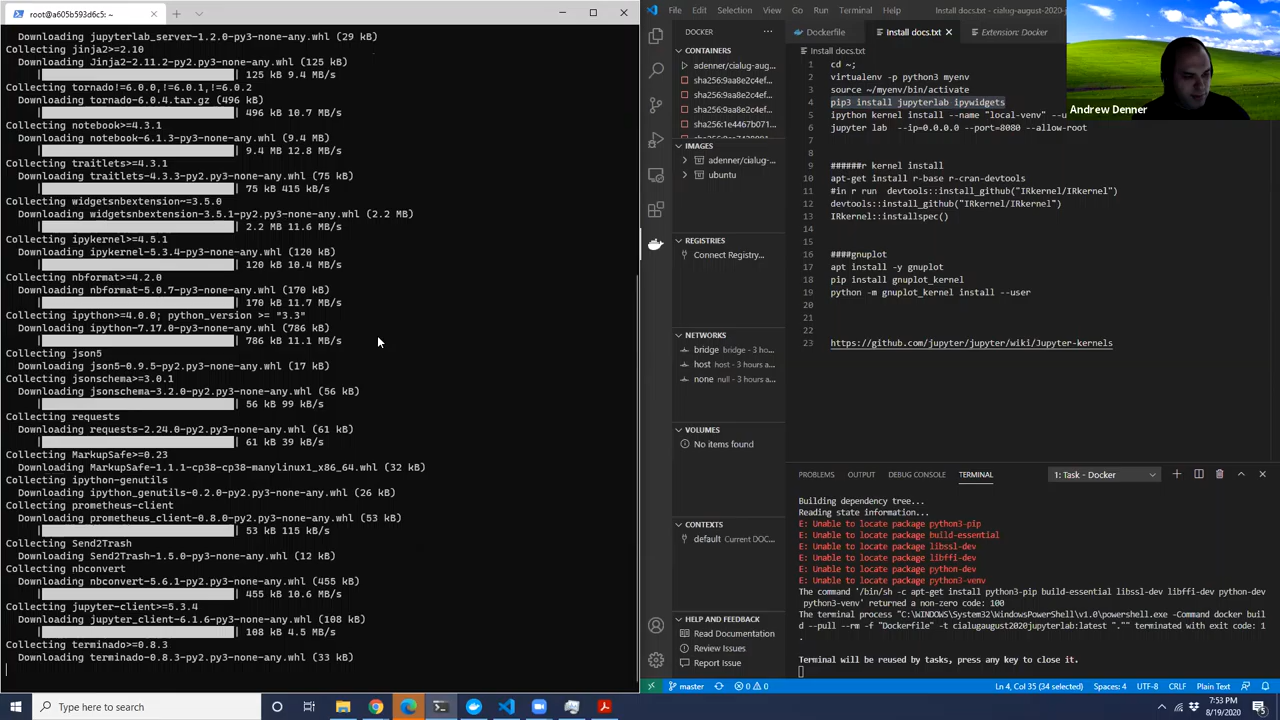 root@a605b593d6c5: ~
Downloading jupyterlab_server-1.2.0-py3-none-any.whl (29 kB)
Collecting jinja2>=2.10
Downloading Jinja2-2.11.2-py2.py3-none-any.whl (125 kB)
| 125 kB 9.4 MB/s
Collecting tornado!=6.0.0,!=6.0.1,!=6.0.2
Downloading tornado-6.0.4.tar.gz (496 kB)
| 496 kB 10.7 MB/s
Collecting notebook>=4.3.1
Downloading notebook-6.1.3-py3-none-any.whl (9.4 MB)
| 9.4 MB 12.8 MB/s
Collecting traitlets>=4.3.1
Downloading traitlets-4.3.3-py2.py3-none-any.whl (75 kB)
| 75 kB 415 kB/s
Collecting widgetsnbextension~=3.5.0
Downloading widgetsnbextension-3.5.1-py2.py3-none-any.whl (2.2 MB)
| 2.2 MB 11.6 MB/s
Collecting ipykernel>=4.5.1
Downloading ipykernel-5.3.4-py3-none-any.whl (120 kB)
| 120 kB 10.4 MB/s
Collecting nbformat>=4.2.0
Downloading nbformat-5.0.7-py3-none-any.whl (170 kB)
| 170 kB 11.7 MB/s
Collecting ipython>=4.0.0; python_version >= "3.3"
Downloading ipython-7.17.0-py3-none-any.whl (786 kB)
| 786 kB 11.1 MB/s
Collecting json5
Downloading json5-0.9.5-py2.py3-none-any.whl (17 kB)
Collecting jsonschema>=3.0.1
Downloading jsonschema-3.2.0-py2.py3-none-any.whl (56 kB)
| 56 kB 99 kB/s
Collecting requests
Downloading requests-2.24.0-py2.py3-none-any.whl (61 kB)
| 61 kB 39 kB/s
Collecting MarkupSafe>=0.23
Downloading MarkupSafe-1.1.1-cp38-cp38-manylinux1_x86_64.whl (32 kB)
Collecting ipython-genutils
Downloading ipython_genutils-0.2.0-py2.py3-none-any.whl (26 kB)
Collecting prometheus-client
Downloading prometheus_client-0.8.0-py2.py3-none-any.whl (53 kB)
| 53 kB 115 kB/s
Collecting Send2Trash
Downloading Send2Trash-1.5.0-py3-none-any.whl (12 kB)
Collecting nbconvert
Downloading nbconvert-5.6.1-py2.py3-none-any.whl (455 kB)
| 455 kB 10.6 MB/s
Collecting jupyter-client>=5.3.4
Downloading jupyter_client-6.1.6-py3-none-any.whl (108 kB)
| 108 kB 4.5 MB/s
Collecting terminado>=0.8.3
Downloading terminado-0.8.3-py2.py3-none-any.whl (33 kB)
File Edit Selection View Go Run Terminal Help Install docs.txt - cialug-august-2020-
DOCKER
CONTAINERS
adenner/cialug-aug...
sha256:9aa8e2c4ef...
sha256:9aa8e2c4ef...
sha256:9aa8e2c4ef...
sha256:1e4467b071...
IMAGES
adenner/cialug-...
ubuntu
REGISTRIES
Connect Registry...
NETWORKS
bridge bridge - 3 ho...
host host - 3 hours a...
none null - 3 hours a...
VOLUMES
No items found
CONTEXTS
default Current DOC...
HELP AND FEEDBACK
Read Documentation
Review Issues
Report Issue
Dockerfile Install docs.txt Extension: Docker
Install docs.txt
1 cd ~;
2 virtualenv -p python3 myenv
3 source ~/myenv/bin/activate
4 pip3 install jupyterlab ipywidgets
5 ipython kernel install --name "local-venv" --u
6 jupyter lab --ip=0.0.0.0 --port=8080 --allow-root
7
8
9 ######r kernel install
10 apt-get install r-base r-cran-devtools
11 #in r run devtools::install_github("IRkernel/IRkernel")
12 devtools::install_github("IRkernel/IRkernel")
13 IRkernel::installspec()
14
15
16 ####gnuplot
17 apt install -y gnuplot
18 pip install gnuplot_kernel
19 python -m gnuplot_kernel install --user
20
21
22
23 https://github.com/jupyter/jupyter/wiki/Jupyter-kernels
Andrew Denner
PROBLEMS OUTPUT DEBUG CONSOLE TERMINAL 1: Task - Docker
Building dependency tree...
Reading state information...
E: Unable to locate package python3-pip
E: Unable to locate package build-essential
E: Unable to locate package libssl-dev
E: Unable to locate package libffi-dev
E: Unable to locate package python-dev
E: Unable to locate package python3-venv
The command '/bin/sh -c apt-get install python3-pip build-essential libssl-dev libffi-dev python-dev
python3-venv' returned a non-zero code: 100
The terminal process "C:\WINDOWS\System32\WindowsPowerShell\v1.0\powershell.exe -Command docker buil
d --pull --rm -f "Dockerfile" -t cialugaugust2020jupyterlab:latest "."" terminated with exit code: 1
.
Terminal will be reused by tasks, press any key to close it.
master 0 0 Ln 4, Col 35 (34 selected) Spaces: 4 UTF-8 CRLF Plain Text
Type here to search
7:53 PM
8/19/2020